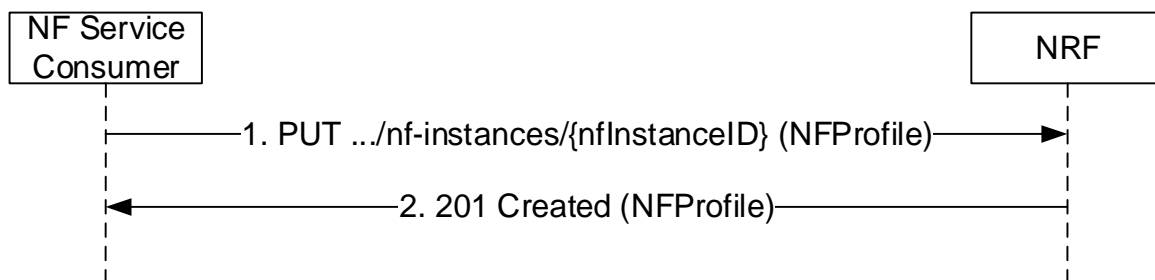 NF Service
Consumer
NRF
1. PUT .../nf-instances/{nfInstanceID} (NFProfile)
2. 201 Created (NFProfile)